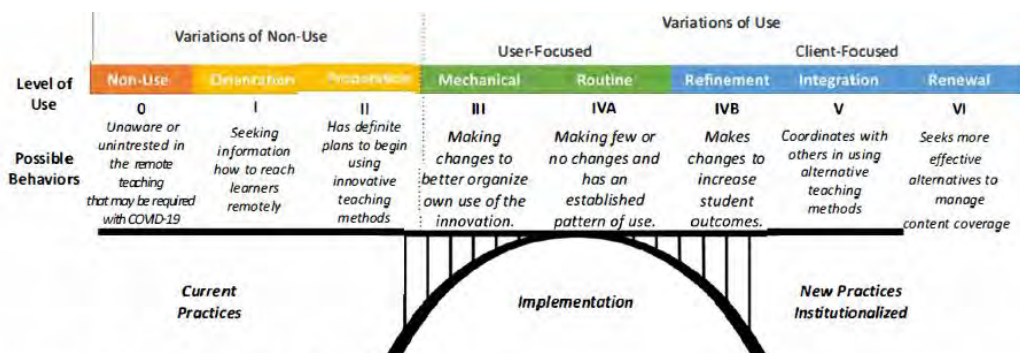 Variations of Non-Use
Variations of Use
User-Focused
Client-Focused
Level of
Use
Non-Use
Orientation
Preparation
Mechanical
Routine
Refinement
Integration
Renewal
0
I
II
III
IVA
IVB
V
VI
Possible
Behaviors
Unaware or
unintrested in
the remote
teaching
that may be required
with COVID-19
Seeking
information
how to reach
learners
remotely
Has definite
plans to begin
using
innovative
teaching
methods
Making
changes to
better organize
own use of the
innovation.
Making few or
no changes and
has an
established
pattern of use.
Makes
changes to
increase
student
outcomes.
Coordinates with
others in using
alternative
teaching
methods
Seeks more
effective
alternatives to
manage
content coverage
Current
Practices
Implementation
New Practices
Institutionalized